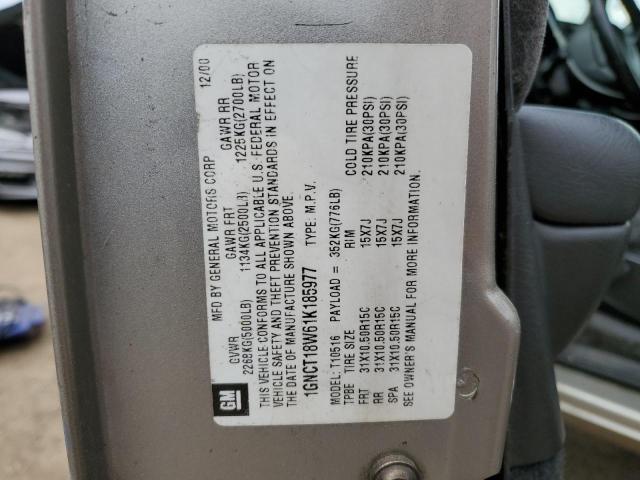 MFD BY GENERAL MOTORS CORP 12/00
GVWR GAWR FRT GAWR RR
2268KG(5000LB) 1134KG(2500LB) 1225KG(2700LB)
THIS VEHICLE CONFORMS TO ALL APPLICABLE U.S. FEDERAL MOTOR
VEHICLE SAFETY AND THEFT PREVENTION STANDARDS IN EFFECT ON
THE DATE OF MANUFACTURE SHOWN ABOVE.
1GNCT18W61K185977 TYPE: M.P.V.
MODEL: T10516 PAYLOAD = 352KG(776LB)
TPBE TIRE SIZE RIM COLD TIRE PRESSURE
FRT 31X10.50R15C 15X7J 210KPA(30PSI)
RR 31X10.50R15C 15X7J 210KPA(30PSI)
SPA 31X10.50R15C 15X7J 210KPA(30PSI)
SEE OWNER'S MANUAL FOR MORE INFORMATION.
GM